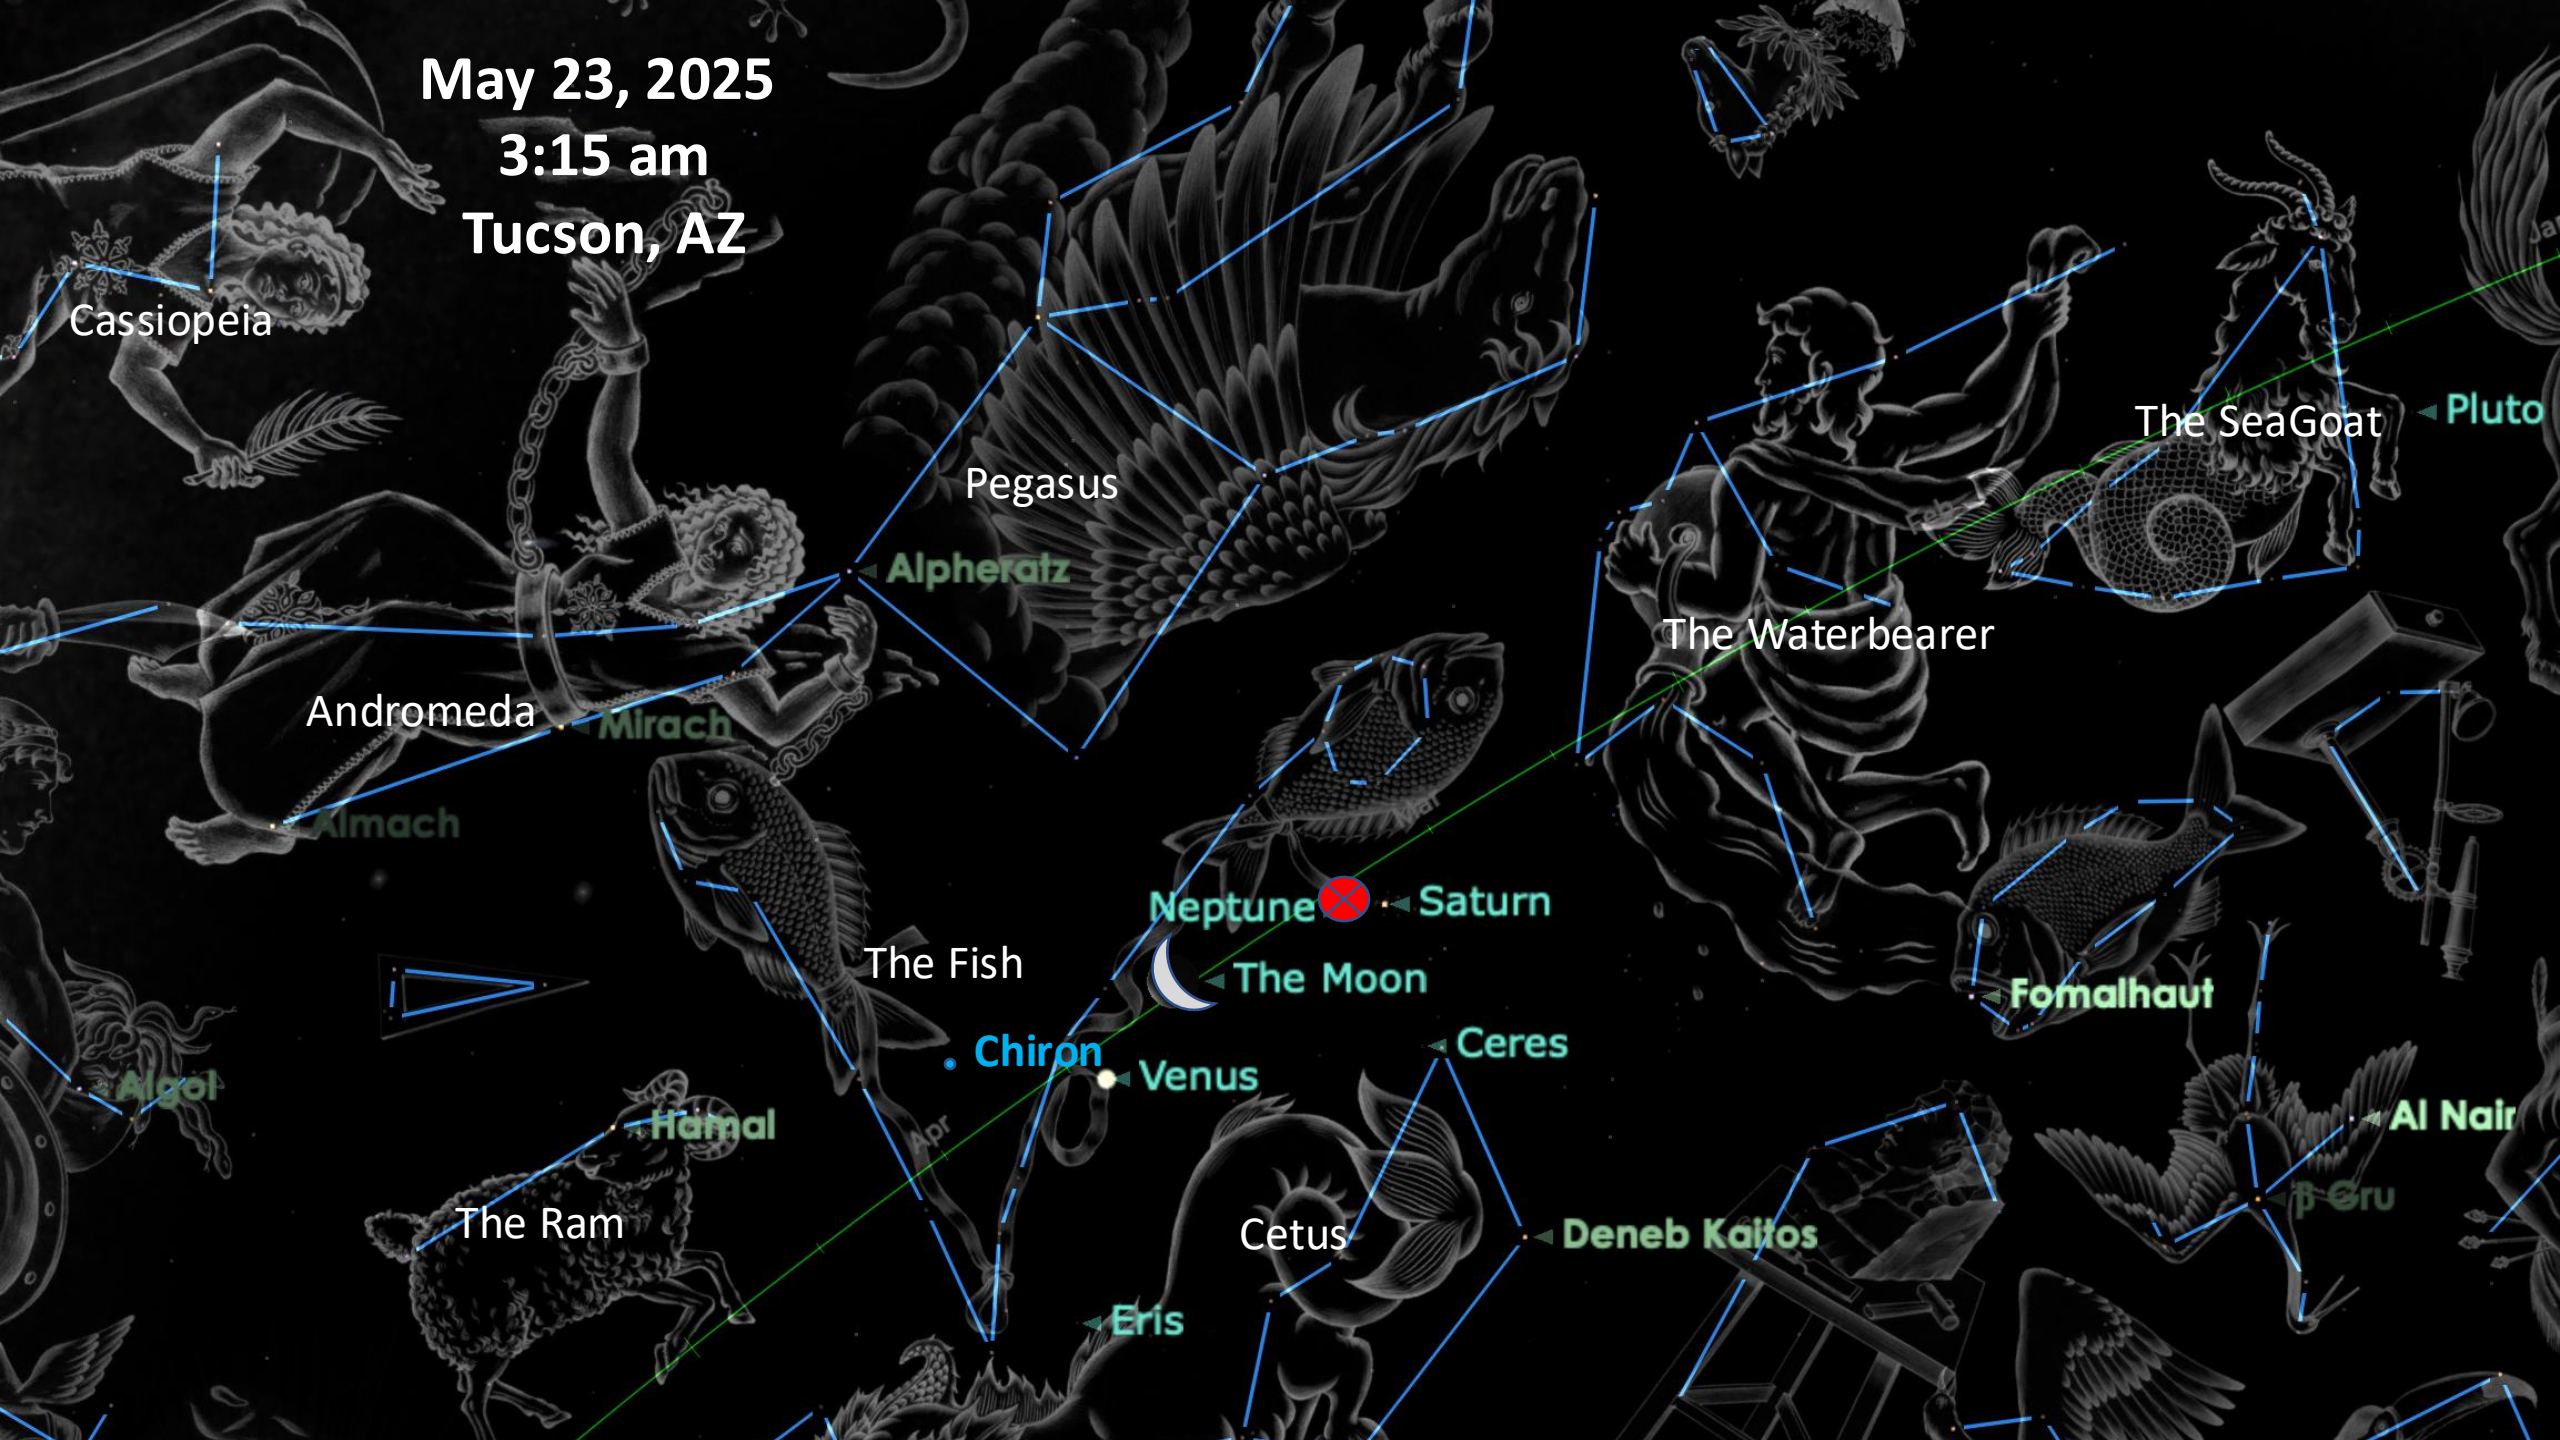 May 23, 2025
3:15 am
Tucson, AZ
Cassiopeia
Pluto
The SeaGoat
Pegasus
Alpheratz
The Waterbearer
Andromeda
Mirach
Mar
Almach
Neptune
Saturn
The Fish
The Moon
Fomalhaut
Chiron
Ceres
Venus
Algol
Hamal
Apr
Al Nair
β Gru
The Ram
Cetus
Deneb Kaitos
Eris